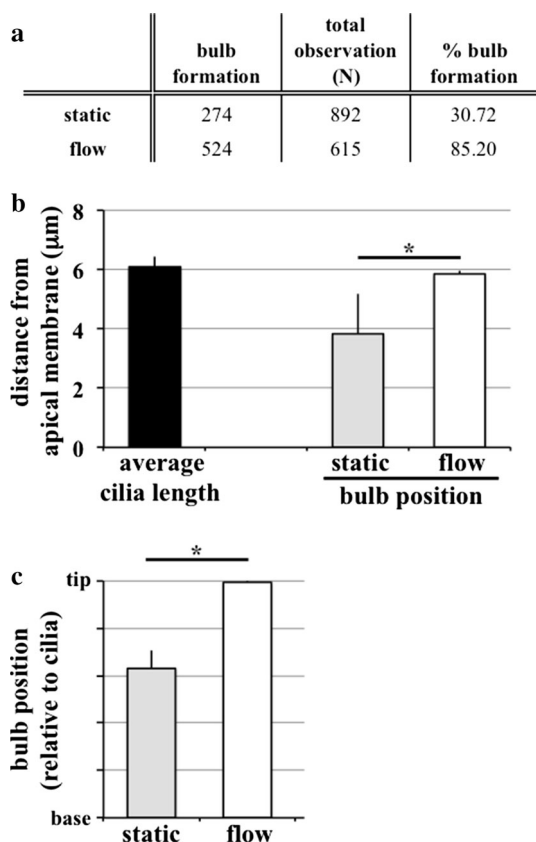 a
bulb formation total observation (N) % bulb formation
static 274 892 30.72
flow 524 615 85.20
b
distance from apical membrane (µm)
8
6
4
2
0
*
average cilia length
static flow
bulb position
c
bulb position (relative to cilia)
tip
base
*
static flow